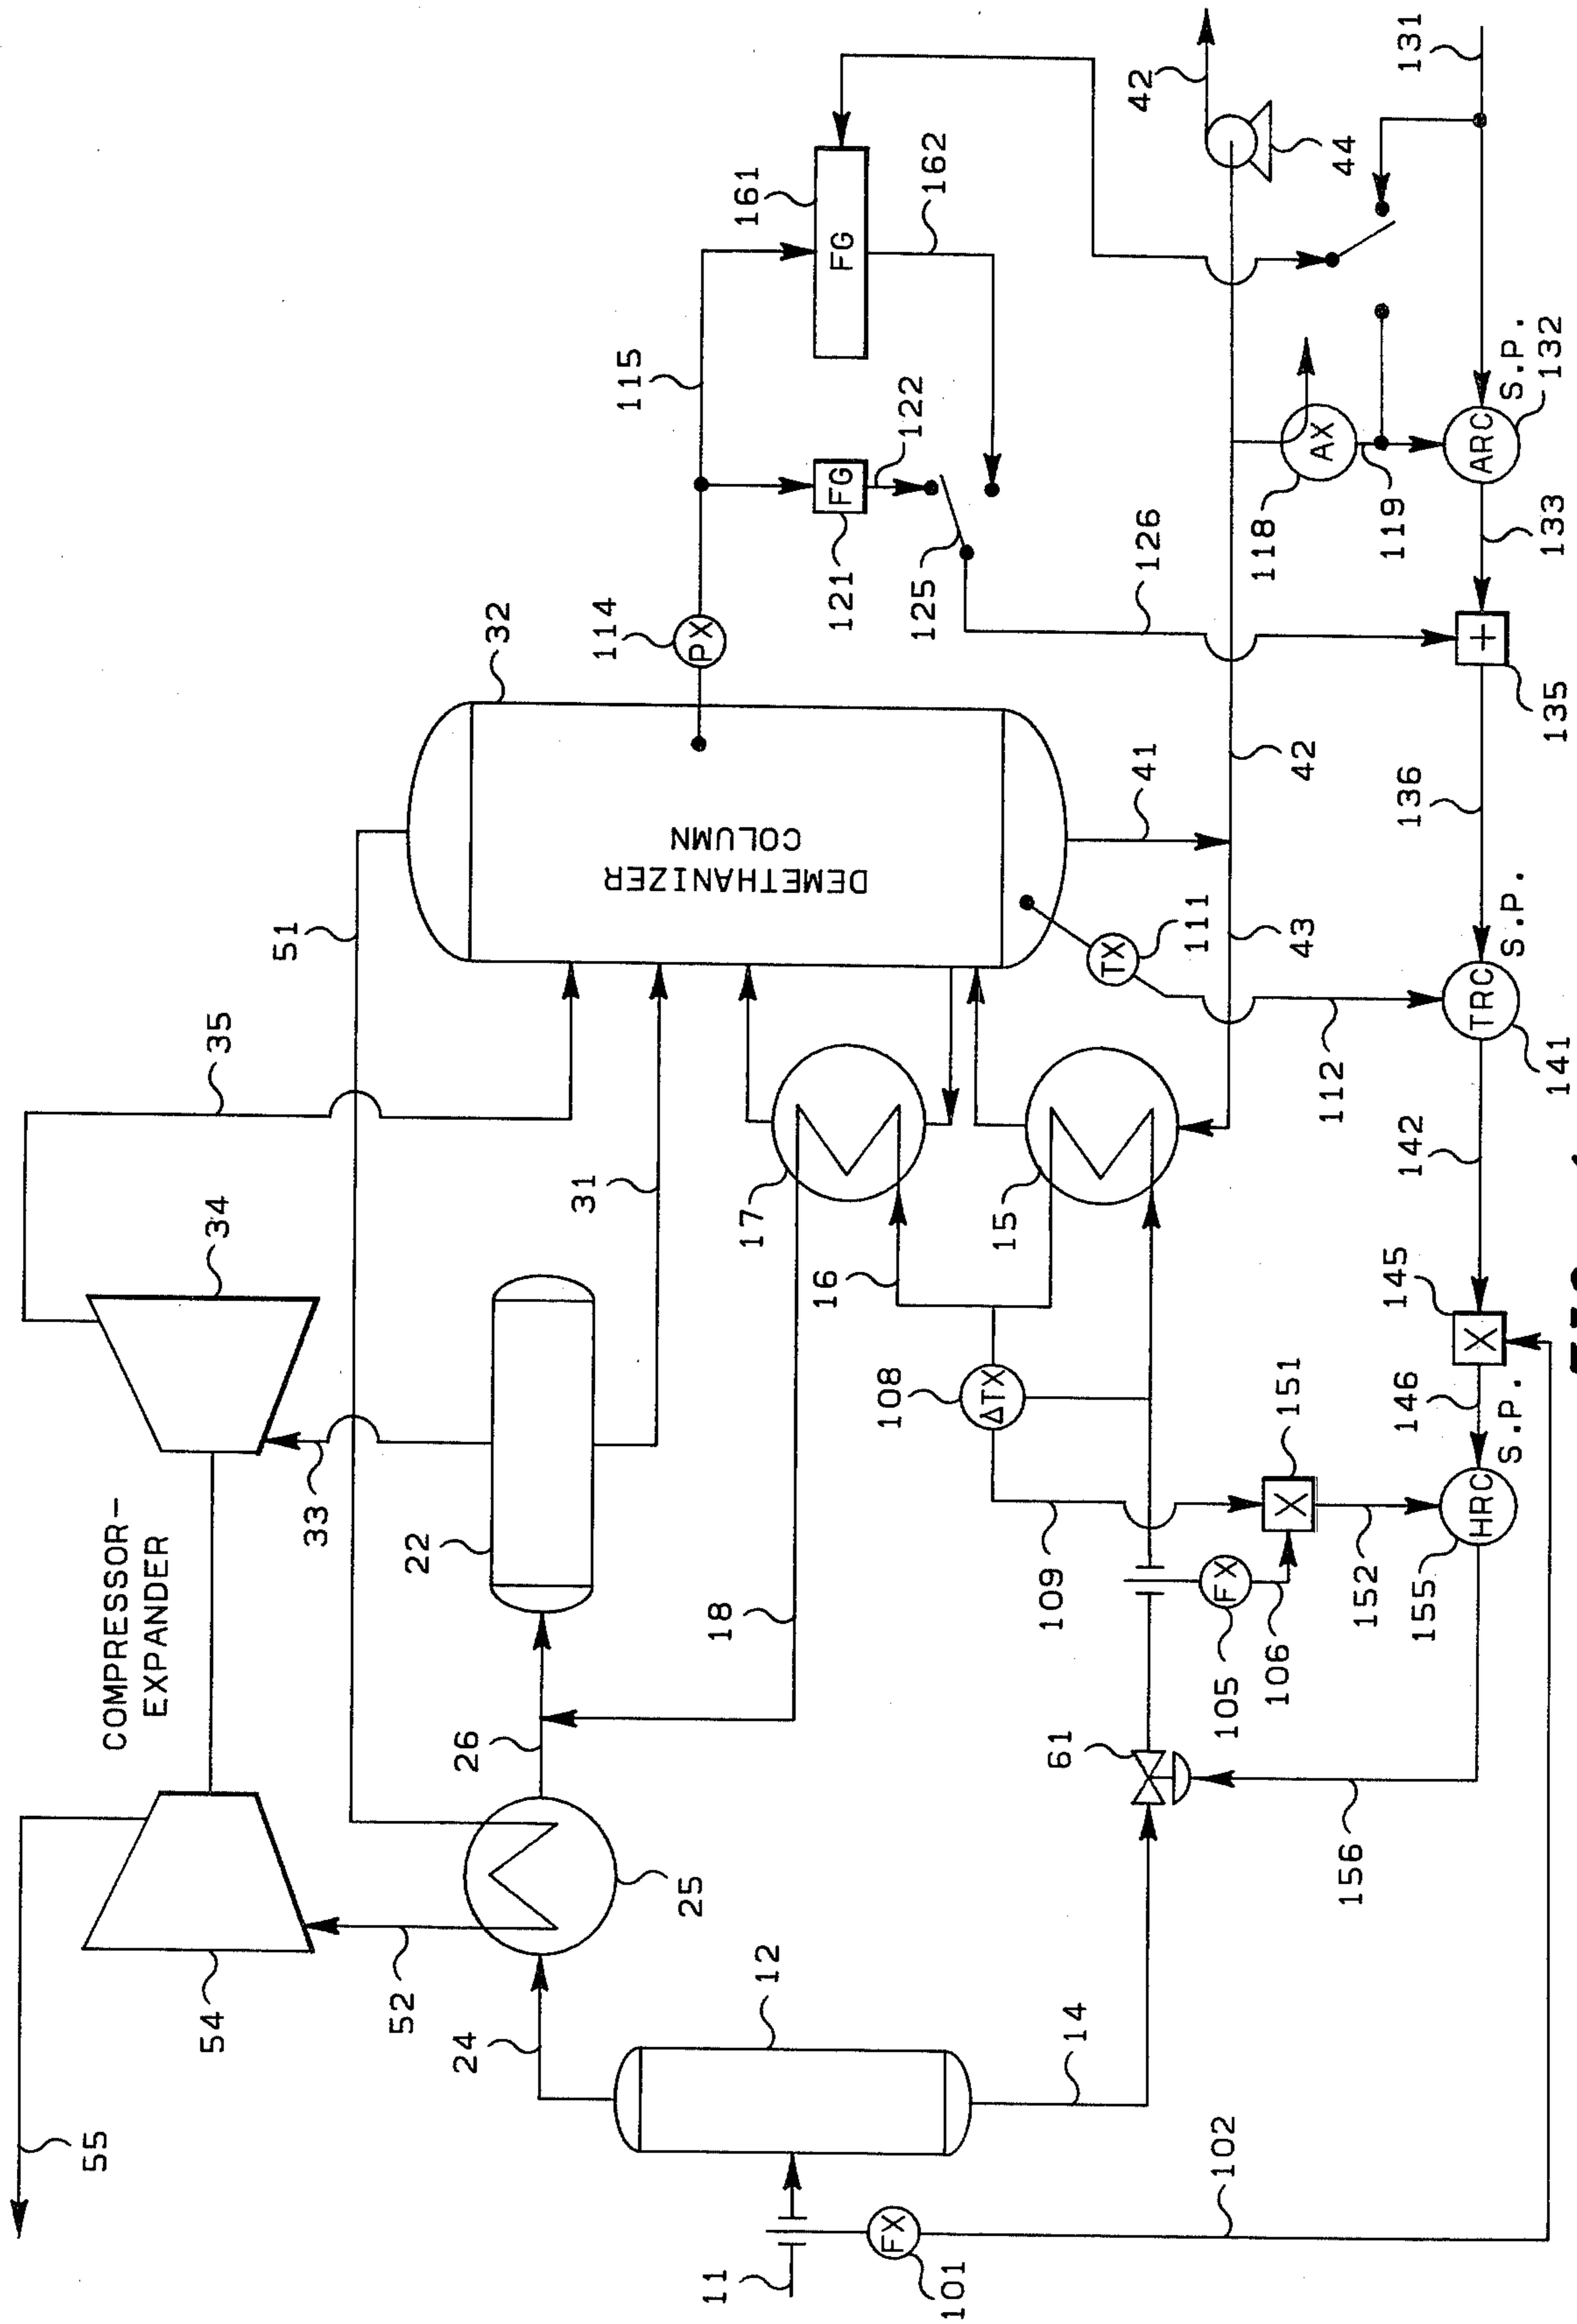 55
COMPRESSOR-
EXPANDER
54
34
35
51
52
33
24
26
25
22
18
31
12
17
16
15
DEMETHANIZER
COLUMN
32
114
PX
115
161
FG
162
FG
121
122
125
126
11
FX
101
102
14
61
108
ΔTX
109
FX
105
106
X
151
152
HRC
155
156
S.P.
146
145
X
142
TRC
141
S.P.
TX
111
112
43
41
42
136
+
135
133
ARC
132
S.P.
AX
118
119
42
44
131